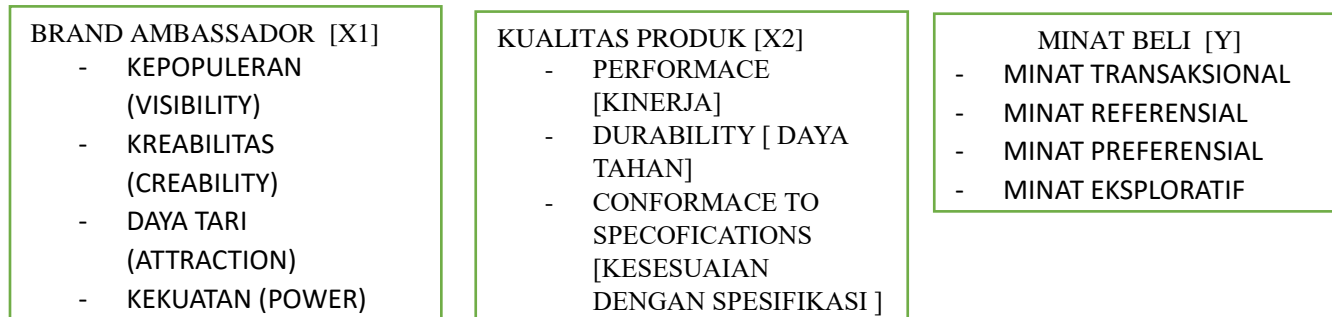 BRAND AMBASSADOR [X1]
- KEPOPULERAN
(VISIBILITY)
- KREABILITAS
(CREABILITY)
- DAYA TARI
(ATTRACTION)
- KEKUATAN (POWER)
KUALITAS PRODUK [X2]
- PERFORMACE
[KINERJA]
- DURABILITY [ DAYA
TAHAN]
- CONFORMACE TO
SPECOFICATIONS
[KESESUAIAN
DENGAN SPESIFIKASI ]
MINAT BELI [Y]
- MINAT TRANSAKSIONAL
- MINAT REFERENSIAL
- MINAT PREFERENSIAL
- MINAT EKSPLORATIF